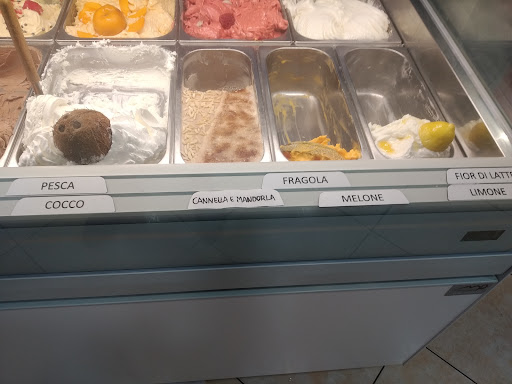 PESCA
FRAGOLA
FIOR DI LATTE
COCCO
CANNELLA E MANDORLA
MELONE
LIMONE